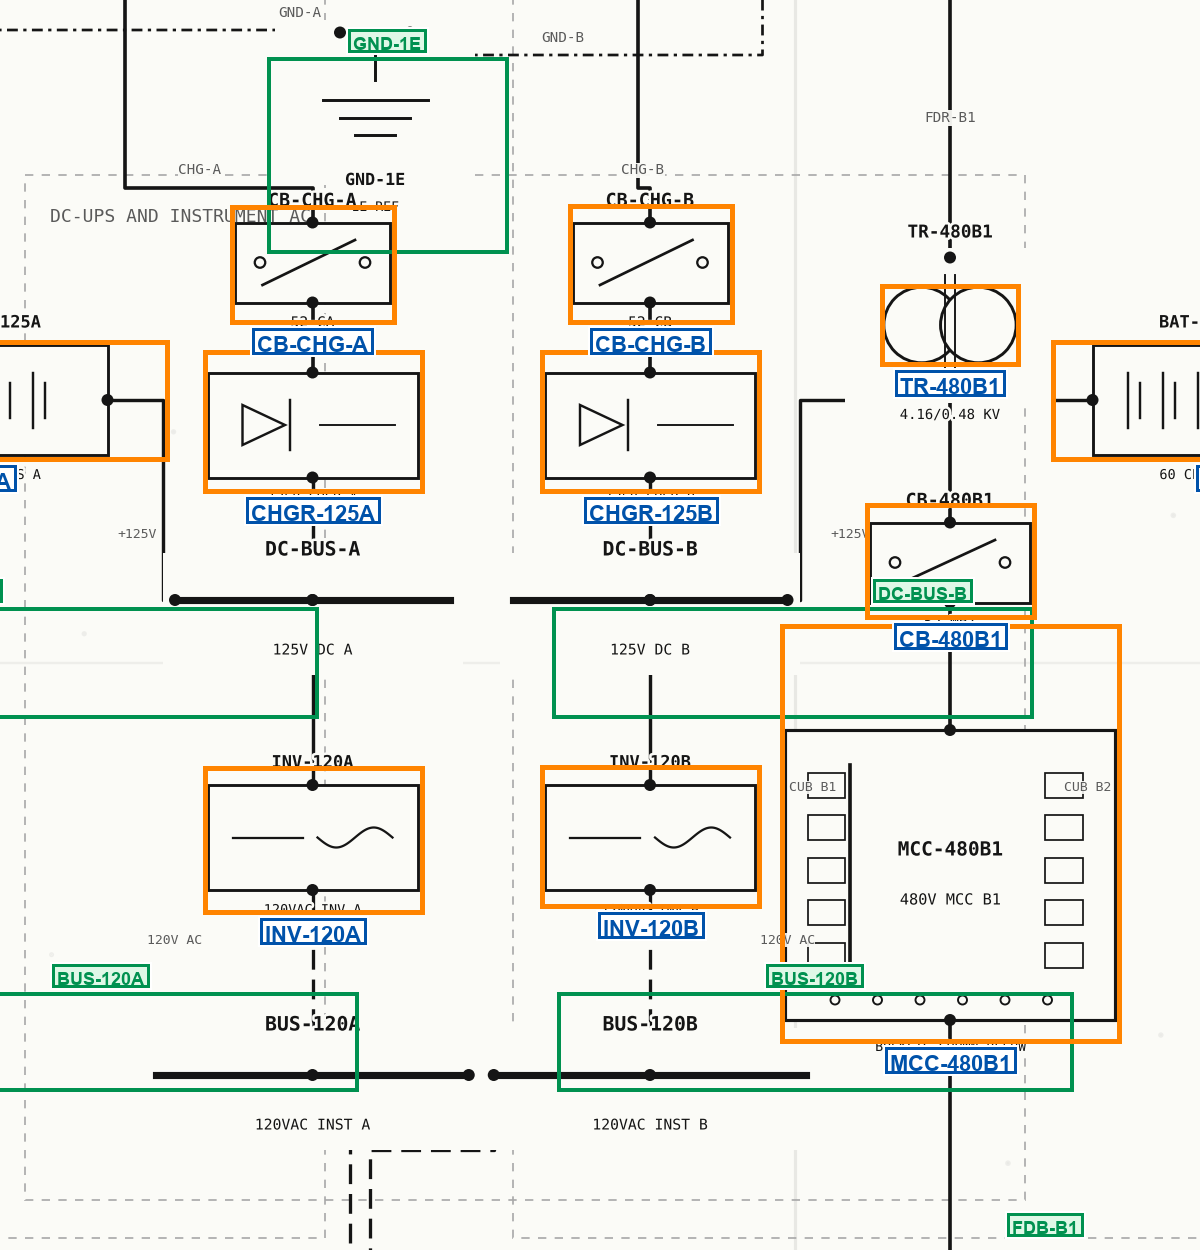 GND-A
GND-1E
GND-B
FDR-B1
CHG-A
CHG-B
GND-1E
CB-CHG-A
CB-CHG-B
DC-UPS AND INSTRUMENT AC
TR-480B1
125A
BAT-
CB-CHG-A
CB-CHG-B
TR-480B1
4.16/0.48 KV
A
S A
60
CB-480B1
CHGR-125A
CHGR-125B
+125V
+125V
DC-BUS-A
DC-BUS-B
DC-BUS-B
CB-480B1
125V DC A
125V DC B
INV-120A
INV-120B
CUB B1
CUB B2
MCC-480B1
480V MCC B1
120VAC INV A
INV-120A
INV-120B
120V AC
120V AC
BUS-120A
BUS-120B
BUS-120A
BUS-120B
MCC-480B1
120VAC INST A
120VAC INST B
FDB-B1